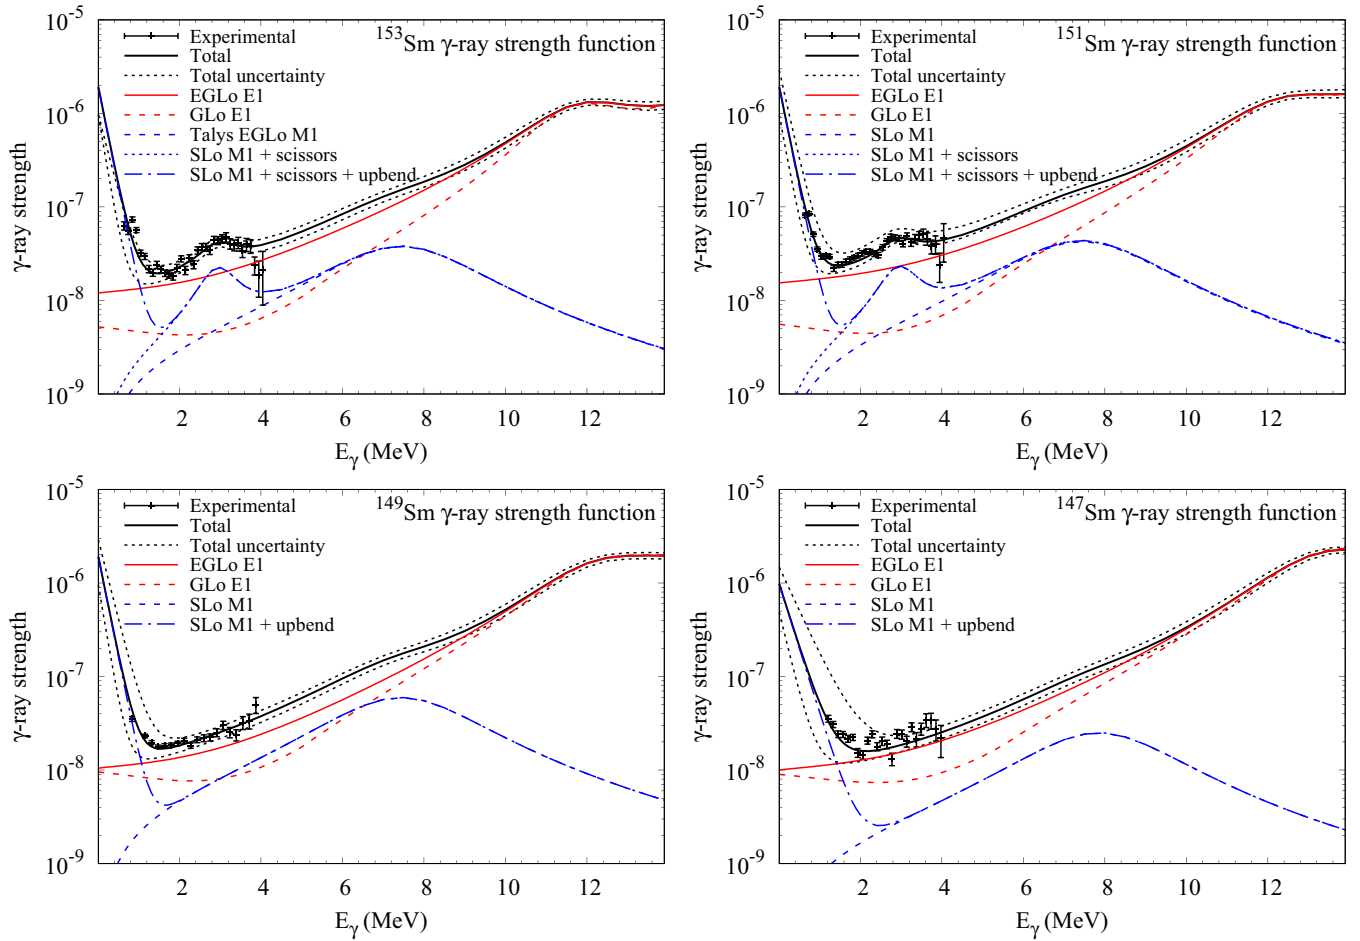 10⁻⁵
10⁻⁶
10⁻⁷
10⁻⁸
10⁻⁹
γ-ray strength
¹⁵³Sm γ-ray strength function
Experimental
Total
Total uncertainty
EGLo E1
GLo E1
Talys EGLo M1
SLo M1 + scissors
SLo M1 + scissors + upbend
2 4 6 8 10 12
E_γ (MeV)
10⁻⁵
10⁻⁶
10⁻⁷
10⁻⁸
10⁻⁹
γ-ray strength
¹⁵¹Sm γ-ray strength function
Experimental
Total
Total uncertainty
EGLo E1
GLo E1
SLo M1
SLo M1 + scissors
SLo M1 + scissors + upbend
2 4 6 8 10 12
E_γ (MeV)
10⁻⁵
10⁻⁶
10⁻⁷
10⁻⁸
10⁻⁹
γ-ray strength
¹⁴⁹Sm γ-ray strength function
Experimental
Total
Total uncertainty
EGLo E1
GLo E1
SLo M1
SLo M1 + upbend
2 4 6 8 10 12
E_γ (MeV)
10⁻⁵
10⁻⁶
10⁻⁷
10⁻⁸
10⁻⁹
γ-ray strength
¹⁴⁷Sm γ-ray strength function
Experimental
Total
Total uncertainty
EGLo E1
GLo E1
SLo M1
SLo M1 + upbend
2 4 6 8 10 12
E_γ (MeV)